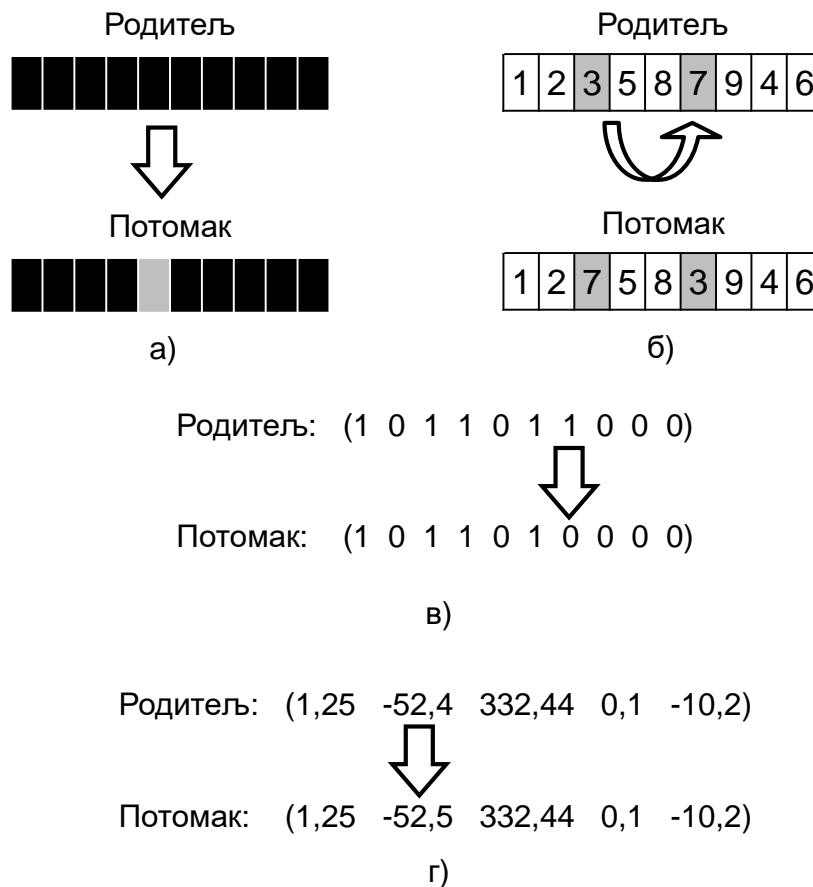 Родитељ
Родитељ
1 2 3 5 8 7 9 4 6
Потомак
Потомак
1 2 7 5 8 3 9 4 6
а)
б)
Родитељ: (1 0 1 1 0 1 1 0 0 0)
Потомак: (1 0 1 1 0 1 0 0 0 0)
в)
Родитељ: (1,25 -52,4 332,44 0,1 -10,2)
Потомак: (1,25 -52,5 332,44 0,1 -10,2)
г)